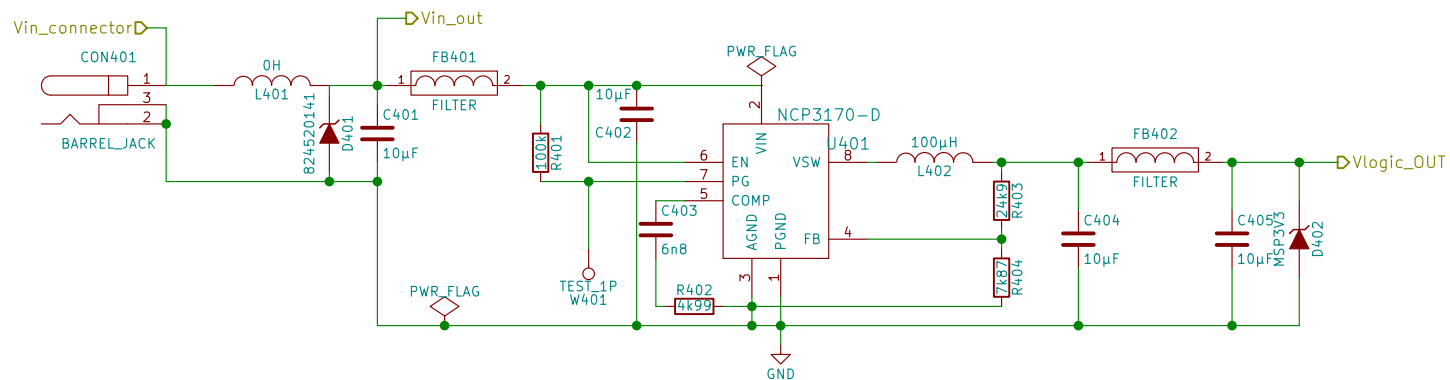 Vin_connector
Vin_out
CON401
1
3
2
BARREL_JACK
0H
L401
824520141
D401
C401
10µF
FB401
1
2
FILTER
10µF
C402
100k
R401
PWR_FLAG
2
NCP3170-D
U401
VIN
6
EN
7
PG
5
COMP
VSW
8
AGND
PGND
FB
4
3
1
C403
6n8
TEST_1P
W401
R402
4k99
PWR_FLAG
GND
100µH
L402
24k9
R403
7k87
R404
C404
10µF
FB402
1
2
FILTER
C405
10µF
MSP3V3
D402
Vlogic_OUT